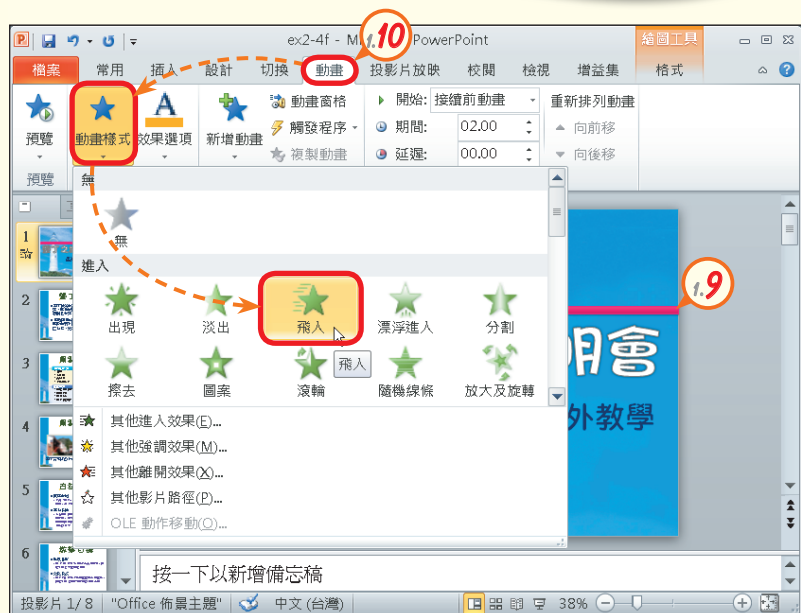 ex2-4f - M PowerPoint
繪圖工具
1.10
檔案 常用 插入 設計 切換 動畫 投影片放映 校閱 檢視 增益集 格式
預覽
動畫樣式
效果選項
新增動畫
動畫窗格
觸發程序
複製動畫
開始: 接續前動畫
期間: 02.00
延遲: 00.00
重新排列動畫
向前移
向後移
預覽
無
無
進入
出現 淡出 飛入 漂浮進入 分割
飛入
擦去 圖案 滾輪 隨機線條 放大及旋轉
其他進入效果(E)...
其他強調效果(M)...
其他離開效果(X)...
其他影片路徑(P)...
OLE 動作移動(O)...
1
2
3
4
5
6
1.9
明會
外教學
按一下以新增備忘稿
投影片 1/8 "Office 佈景主題" 中文 (台灣) 38%